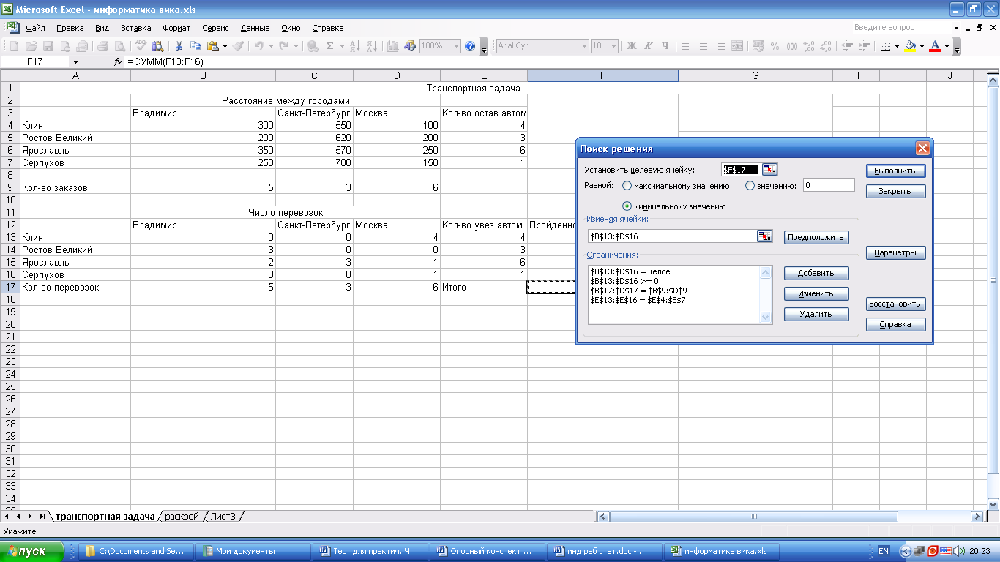 Microsoft Excel - информатика вика.xls
Файл Правка Вид Вставка Формат Сервис Данные Окно Справка Введите вопрос
100% Arial Cyr 10 Ж К Ч
F17 fx =СУММ(F13:F16)
A B C D E F G H I J
1 Транспортная задача
2 Расстояние между городами
3 Владимир Санкт-Петербург Москва Кол-во остав.автом
4 Клин 300 550 100 4
5 Ростов Великий 200 620 200 3
6 Ярославль 350 570 250 6
7 Серпухов 250 700 150 1
8
9 Кол-во заказов 5 3 6
10
11 Число перевозок
12 Владимир Санкт-Петербург Москва Кол-во увез.автом. Пройденно
13 Клин 0 0 4 4
14 Ростов Великий 3 0 0 3
15 Ярославль 2 3 1 6
16 Серпухов 0 0 1 1
17 Кол-во перевозок 5 3 6 Итого
18
19
20
21
22
23
24
25
26
27
28
29
30
31
32
33
34
Поиск решения
Установить целевую ячейку: $F$17 Выполнить
Равной: максимальному значению значению: 0 Закрыть
минимальному значению
Изменяя ячейки:
$B$13:$D$16 Предположить
Ограничения: Параметры
$B$13:$D$16 = целое Добавить
$B$13:$D$16 >= 0
$B$17:$D$17 = $B$9:$D$9 Изменить
$E$13:$E$16 = $E$4:$E$7 Восстановить
Удалить Справка
транспортная задача раскрой Лист3
Укажите
пуск C:\Documents and Se... Мои документы Тест для практич. Ч... Опорный конспект ... инд раб стат.doc - ... информатика вика.xls EN 20:23